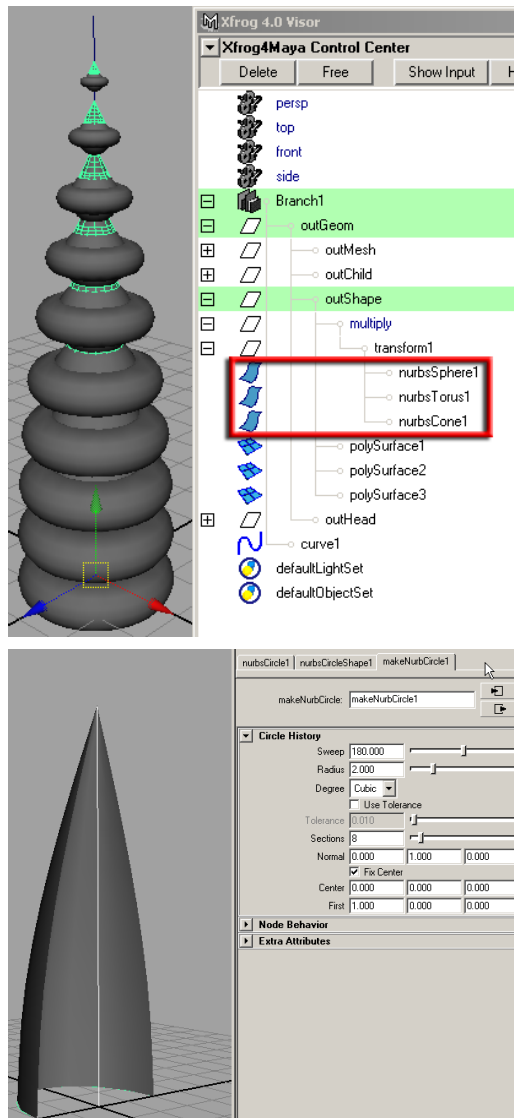 Xfrog 4.0 Visor
Xfrog4Maya Control Center
Delete Free Show Input H
persp
top
front
side
Branch1
outGeom
outMesh
outChild
outShape
multiply
transform1
nurbsSphere1
nurbsTorus1
nurbsCone1
polySurface1
polySurface2
polySurface3
outHead
curve1
defaultLightSet
defaultObjectSet
nurbsCircle1 nurbsCircleShape1 makeNurbCircle1
makeNurbCircle: makeNurbCircle1
Circle History
Sweep 180.000
Radius 2.000
Degree Cubic
Use Tolerance
Tolerance 0.010
Sections 8
Normal 0.000 1.000 0.000
Fix Center
Center 0.000 0.000 0.000
First 1.000 0.000 0.000
Node Behavior
Extra Attributes